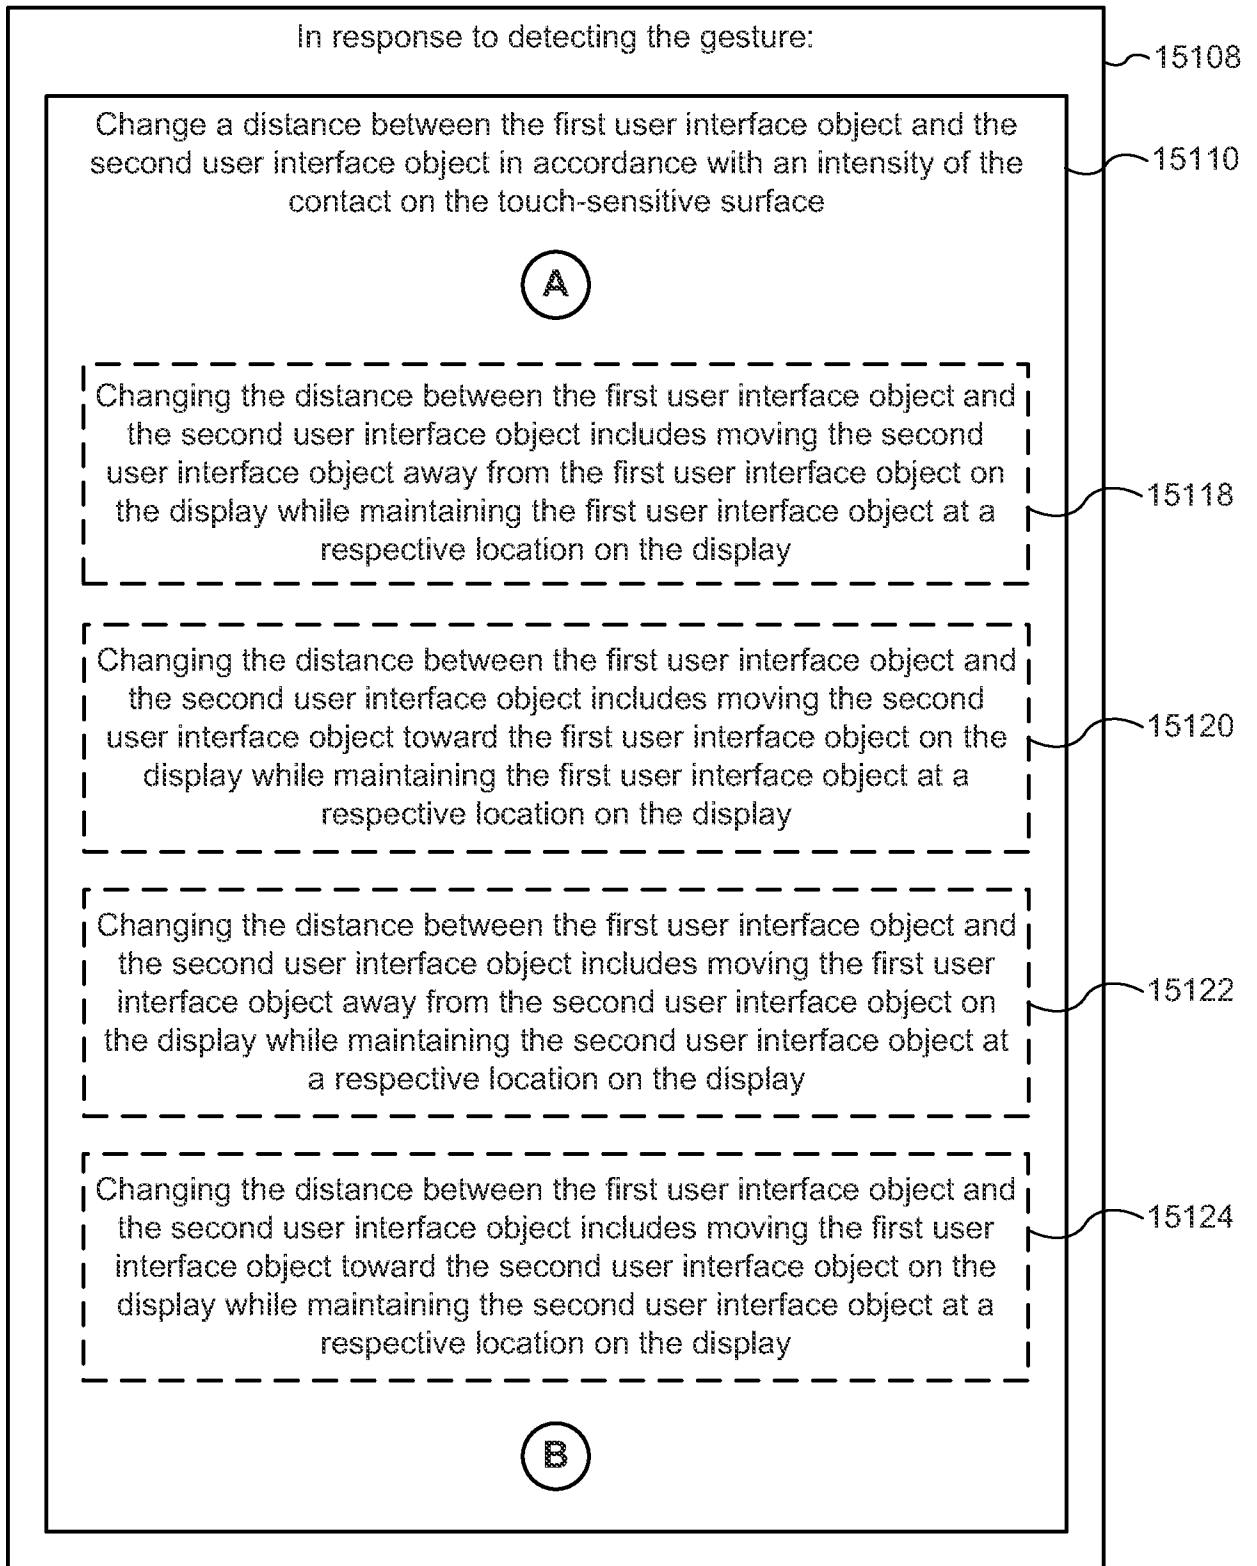 In response to detecting the gesture:
15108
Change a distance between the first user interface object and the
second user interface object in accordance with an intensity of the
contact on the touch-sensitive surface
15110
A
Changing the distance between the first user interface object and
the second user interface object includes moving the second
user interface object away from the first user interface object on
the display while maintaining the first user interface object at a
respective location on the display
15118
Changing the distance between the first user interface object and
the second user interface object includes moving the second
user interface object toward the first user interface object on the
display while maintaining the first user interface object at a
respective location on the display
15120
Changing the distance between the first user interface object and
the second user interface object includes moving the first user
interface object away from the second user interface object on
the display while maintaining the second user interface object at
a respective location on the display
15122
Changing the distance between the first user interface object and
the second user interface object includes moving the first user
interface object toward the second user interface object on the
display while maintaining the second user interface object at a
respective location on the display
15124
B